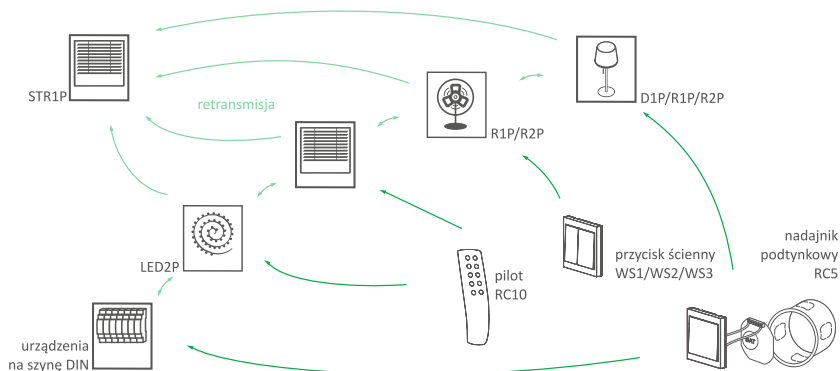 STR1P
retransmisja
R1P/R2P
D1P/R1P/R2P
LED2P
pilot
RC10
przycisk ścienny
WS1/WS2/WS3
nadajnik
podtynkowy
RC5
urządzenia
na szynę DIN
BAT